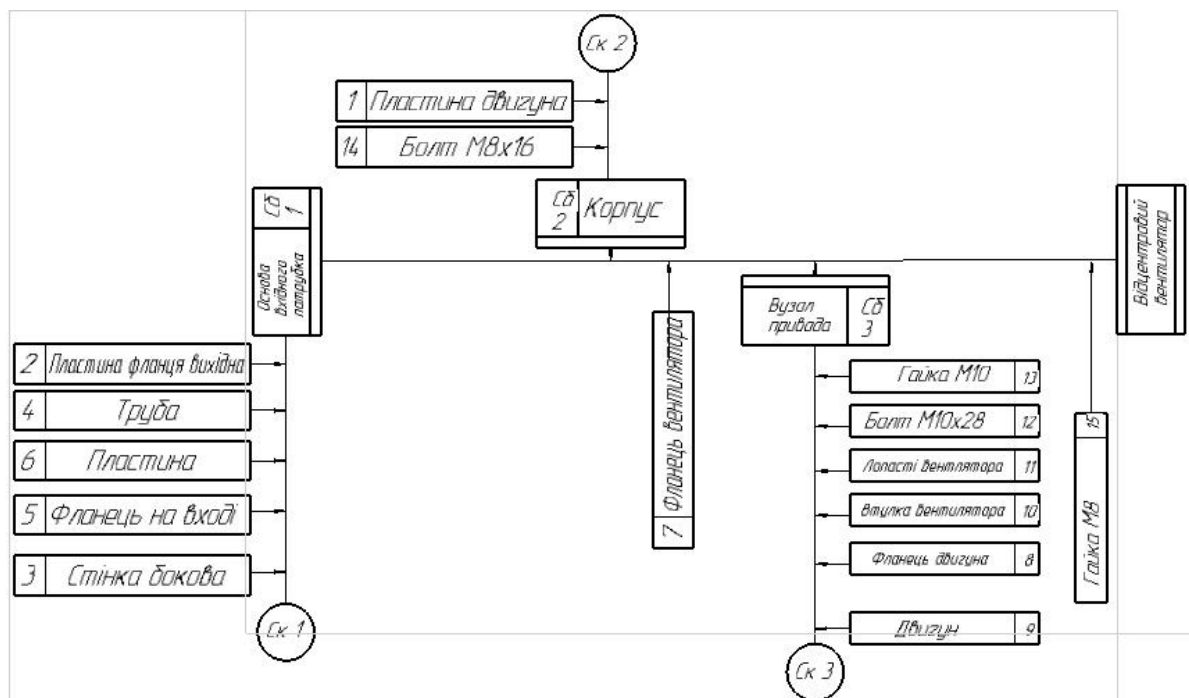 Ск 2
1 Пластина двигуна
14 Болт М8х16
Сб 2 Корпус
Сб 1
Основа
вхідного
патрубка
Відцентровий
вентилятор
Вузол
привада
Сб 3
2 Пластина фланця вихідна
4 Труба
6 Пластина
5 Фланець на вході
3 Стінка бокова
Ск 1
7 Фланець вентилятора
Гайка М10 13
Болт М10х28 12
Лопасті вентлятора 11
Втулка вентилятора 10
Фланець двигуна 8
Двигун 9
Ск 3
Гайка М8 15